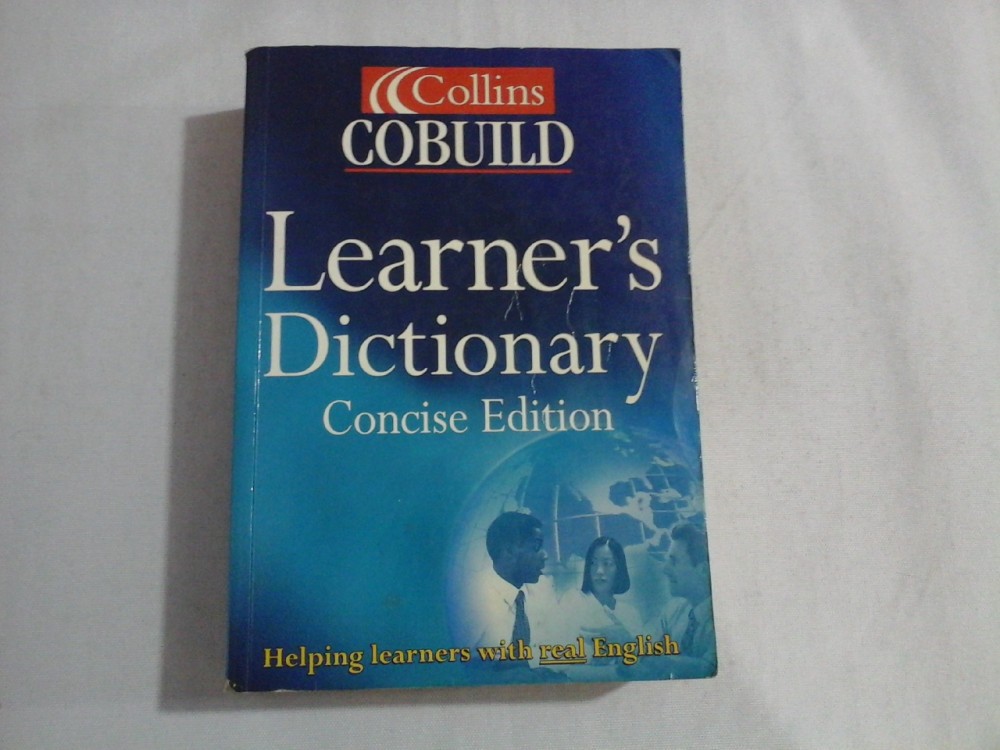 Collins
COBUILD
Learner's
Dictionary
Concise Edition
Helping learners with real English